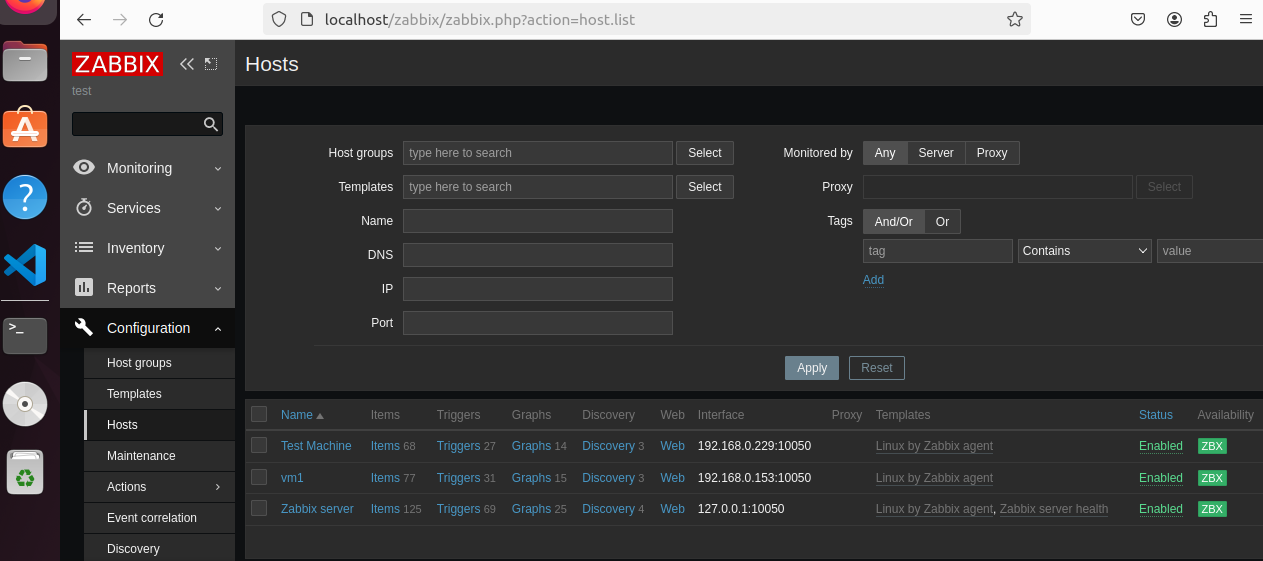 localhost/zabbix/zabbix.php?action=host.list
ZABBIX
test
Monitoring
Services
Inventory
Reports
Configuration
Host groups
Templates
Hosts
Maintenance
Actions
Event correlation
Discovery
Hosts
Host groups type here to search Select
Templates type here to search Select
Name
DNS
IP
Port
Monitored by Any Server Proxy
Proxy Select
Tags And/Or Or
tag Contains value
Add
Apply Reset
Name Items Triggers Graphs Discovery Web Interface Proxy Templates Status Availability
Test Machine Items 68 Triggers 27 Graphs 14 Discovery 3 Web 192.168.0.229:10050 Linux by Zabbix agent Enabled ZBX
vm1 Items 77 Triggers 31 Graphs 15 Discovery 3 Web 192.168.0.153:10050 Linux by Zabbix agent Enabled ZBX
Zabbix server Items 125 Triggers 69 Graphs 25 Discovery 4 Web 127.0.0.1:10050 Linux by Zabbix agent, Zabbix server health Enabled ZBX